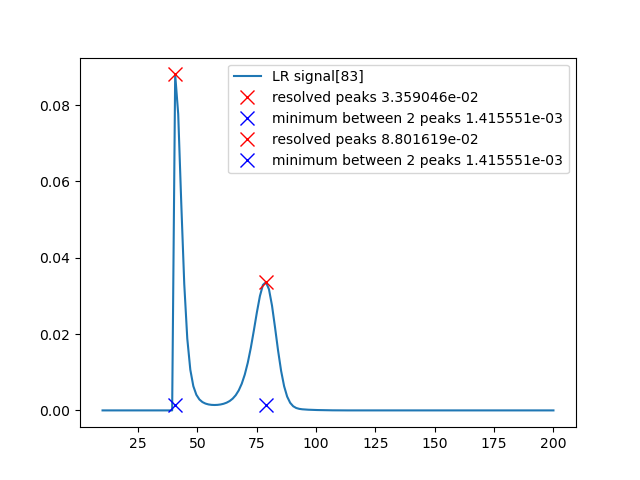 LR signal[83]
resolved peaks 3.359046e-02
minimum between 2 peaks 1.415551e-03
resolved peaks 8.801619e-02
minimum between 2 peaks 1.415551e-03
0.08
0.06
0.04
0.02
0.00
25 50 75 100 125 150 175 200